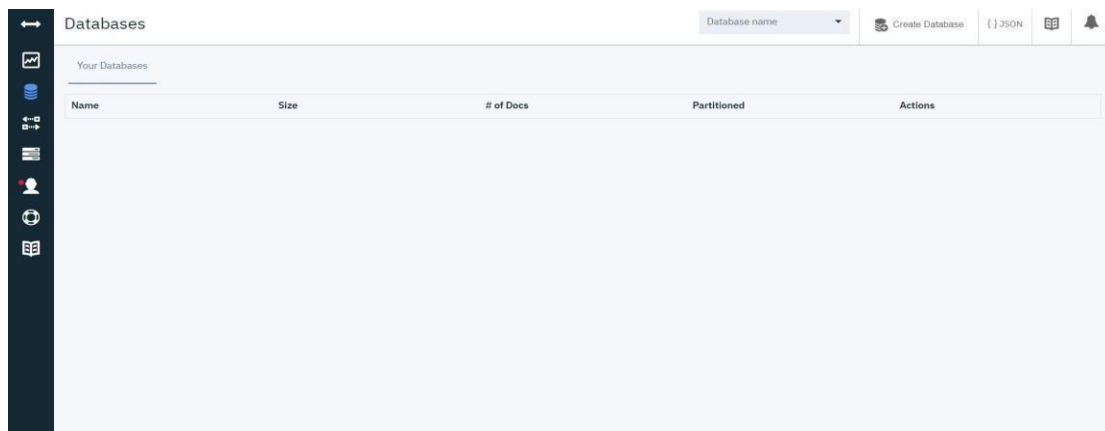 Databases
Database name
Create Database
{ } JSON
Your Databases
Name Size # of Docs Partitioned Actions